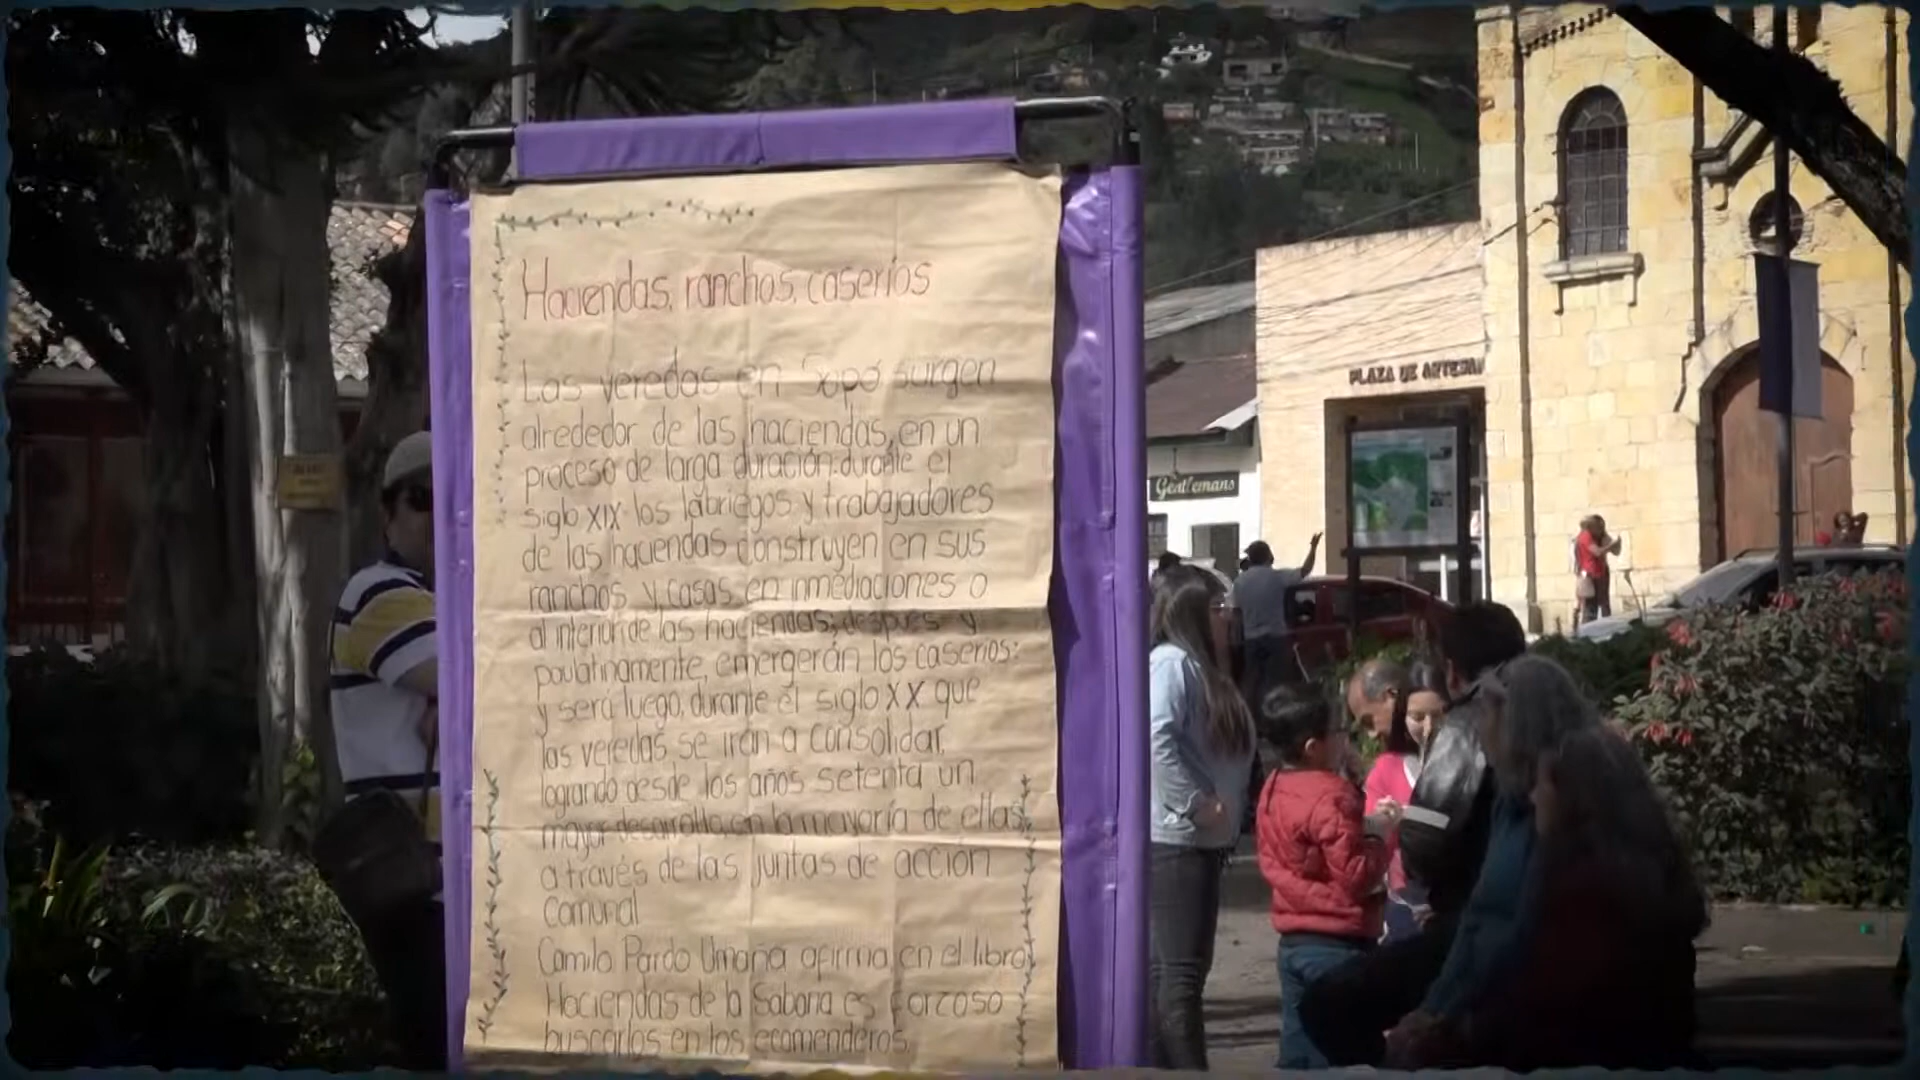 Haciendas, ranchos, caseríos
Las veredas en Sopó surgen
alrededor de las haciendas, en un
proceso de larga duración: durante el
siglo XIX los labriegos y trabajadores
de las haciendas construyen en sus
ranchos y casas en inmediaciones o
al interior de las haciendas; después y
paulatinamente, emergerán los caseríos:
y será luego, durante el siglo XX que
las veredas se irán a consolidar,
logrando desde los años setenta un
mayor desarrollo, en la mayoría de ellas,
a través de las juntas de acción
comunal
Camilo Pardo Umaña afirma en el libro
Haciendas de la Sabana es forzoso
buscarlos en los ecomenderos.
Gentlemans
PLAZA DE ARTESA